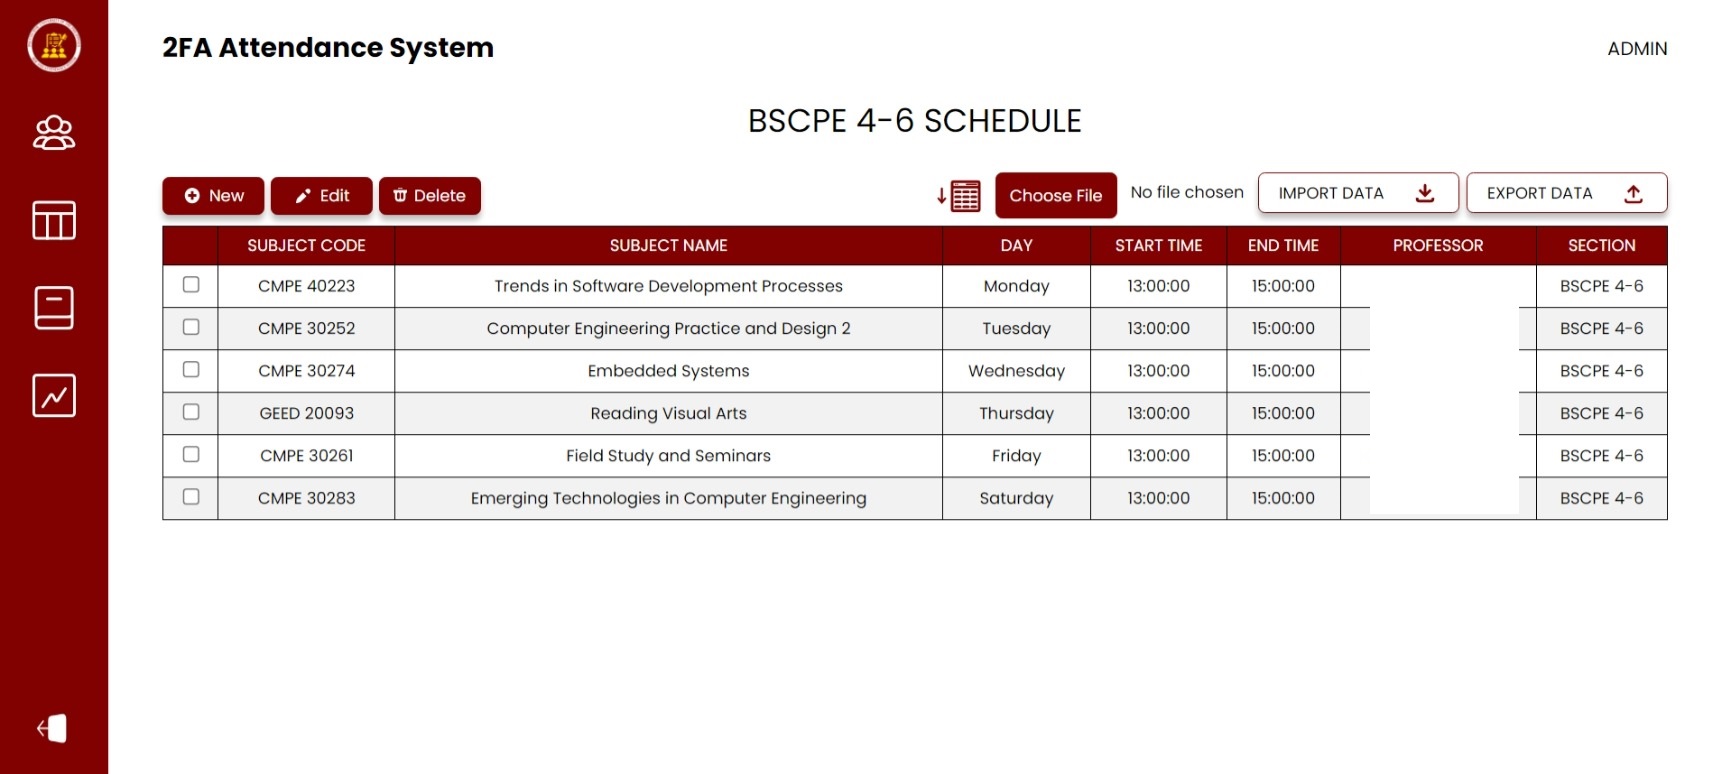 2FA Attendance System
ADMIN
BSCPE 4-6 SCHEDULE
New Edit Delete Choose File No file chosen IMPORT DATA EXPORT DATA
SUBJECT CODE SUBJECT NAME DAY START TIME END TIME PROFESSOR SECTION
CMPE 40223 Trends in Software Development Processes Monday 13:00:00 15:00:00 BSCPE 4-6
CMPE 30252 Computer Engineering Practice and Design 2 Tuesday 13:00:00 15:00:00 BSCPE 4-6
CMPE 30274 Embedded Systems Wednesday 13:00:00 15:00:00 BSCPE 4-6
GEED 20093 Reading Visual Arts Thursday 13:00:00 15:00:00 BSCPE 4-6
CMPE 30261 Field Study and Seminars Friday 13:00:00 15:00:00 BSCPE 4-6
CMPE 30283 Emerging Technologies in Computer Engineering Saturday 13:00:00 15:00:00 BSCPE 4-6